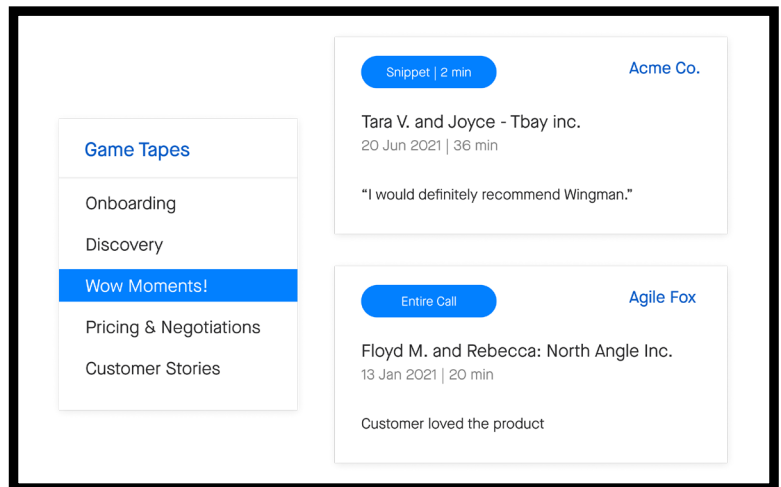 Game Tapes
Onboarding
Discovery
Wow Moments!
Pricing & Negotiations
Customer Stories
Snippet | 2 min
Acme Co.
Tara V. and Joyce - Tbay inc.
20 Jun 2021 | 36 min
“I would definitely recommend Wingman.”
Entire Call
Agile Fox
Floyd M. and Rebecca: North Angle Inc.
13 Jan 2021 | 20 min
Customer loved the product